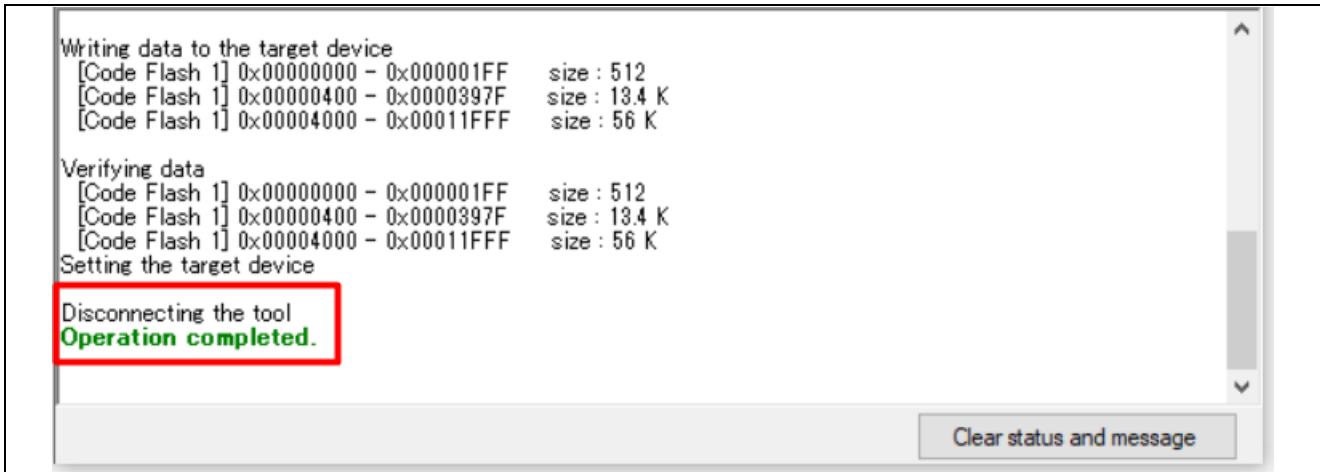 Writing data to the target device
[Code Flash 1] 0x00000000 - 0x000001FF size : 512
[Code Flash 1] 0x00000400 - 0x0000397F size : 13.4 K
[Code Flash 1] 0x00004000 - 0x00011FFF size : 56 K
Verifying data
[Code Flash 1] 0x00000000 - 0x000001FF size : 512
[Code Flash 1] 0x00000400 - 0x0000397F size : 13.4 K
[Code Flash 1] 0x00004000 - 0x00011FFF size : 56 K
Setting the target device
Disconnecting the tool
Operation completed.
Clear status and message